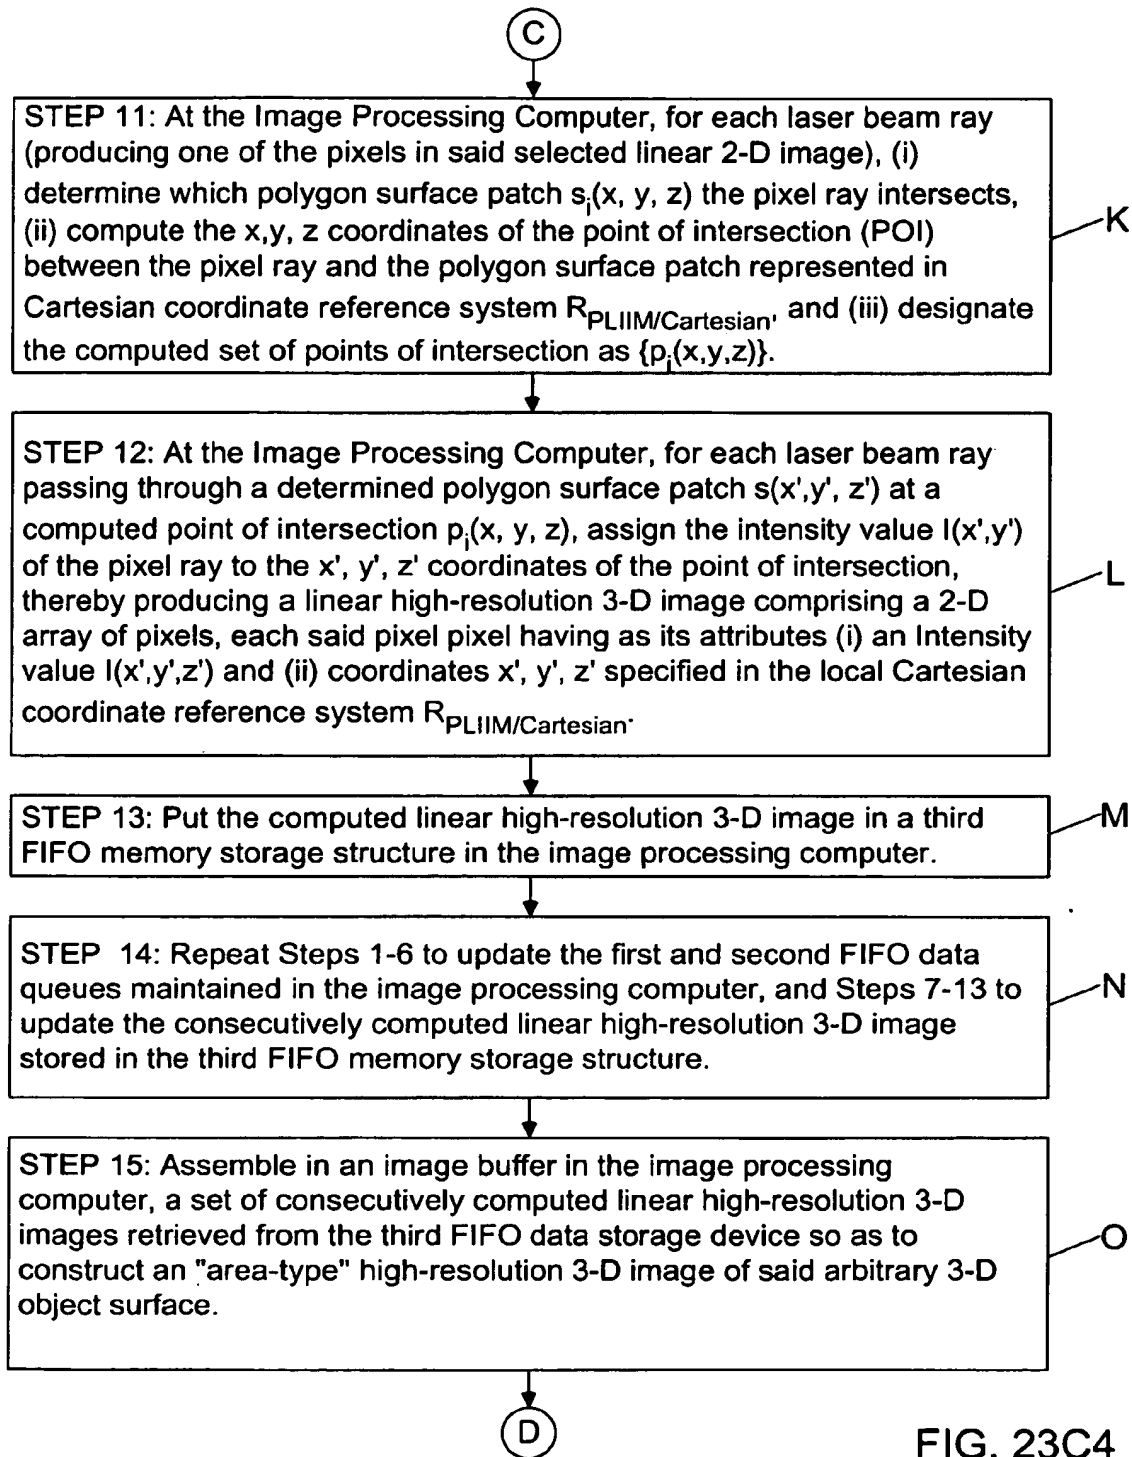 C
STEP 11: At the Image Processing Computer, for each laser beam ray
(producing one of the pixels in said selected linear 2-D image), (i)
determine which polygon surface patch sᵢ(x, y, z) the pixel ray intersects,
(ii) compute the x,y, z coordinates of the point of intersection (POI)
between the pixel ray and the polygon surface patch represented in
Cartesian coordinate reference system R_PLIIM/Cartesian, and (iii) designate
the computed set of points of intersection as {pᵢ(x,y,z)}.
K
STEP 12: At the Image Processing Computer, for each laser beam ray
passing through a determined polygon surface patch s(x',y', z') at a
computed point of intersection pᵢ(x, y, z), assign the intensity value I(x',y')
of the pixel ray to the x', y', z' coordinates of the point of intersection,
thereby producing a linear high-resolution 3-D image comprising a 2-D
array of pixels, each said pixel pixel having as its attributes (i) an Intensity
value I(x',y',z') and (ii) coordinates x', y', z' specified in the local Cartesian
coordinate reference system R_PLIIM/Cartesian.
L
STEP 13: Put the computed linear high-resolution 3-D image in a third
FIFO memory storage structure in the image processing computer.
M
STEP 14: Repeat Steps 1-6 to update the first and second FIFO data
queues maintained in the image processing computer, and Steps 7-13 to
update the consecutively computed linear high-resolution 3-D image
stored in the third FIFO memory storage structure.
N
STEP 15: Assemble in an image buffer in the image processing
computer, a set of consecutively computed linear high-resolution 3-D
images retrieved from the third FIFO data storage device so as to
construct an "area-type" high-resolution 3-D image of said arbitrary 3-D
object surface.
O
D
FIG. 23C4